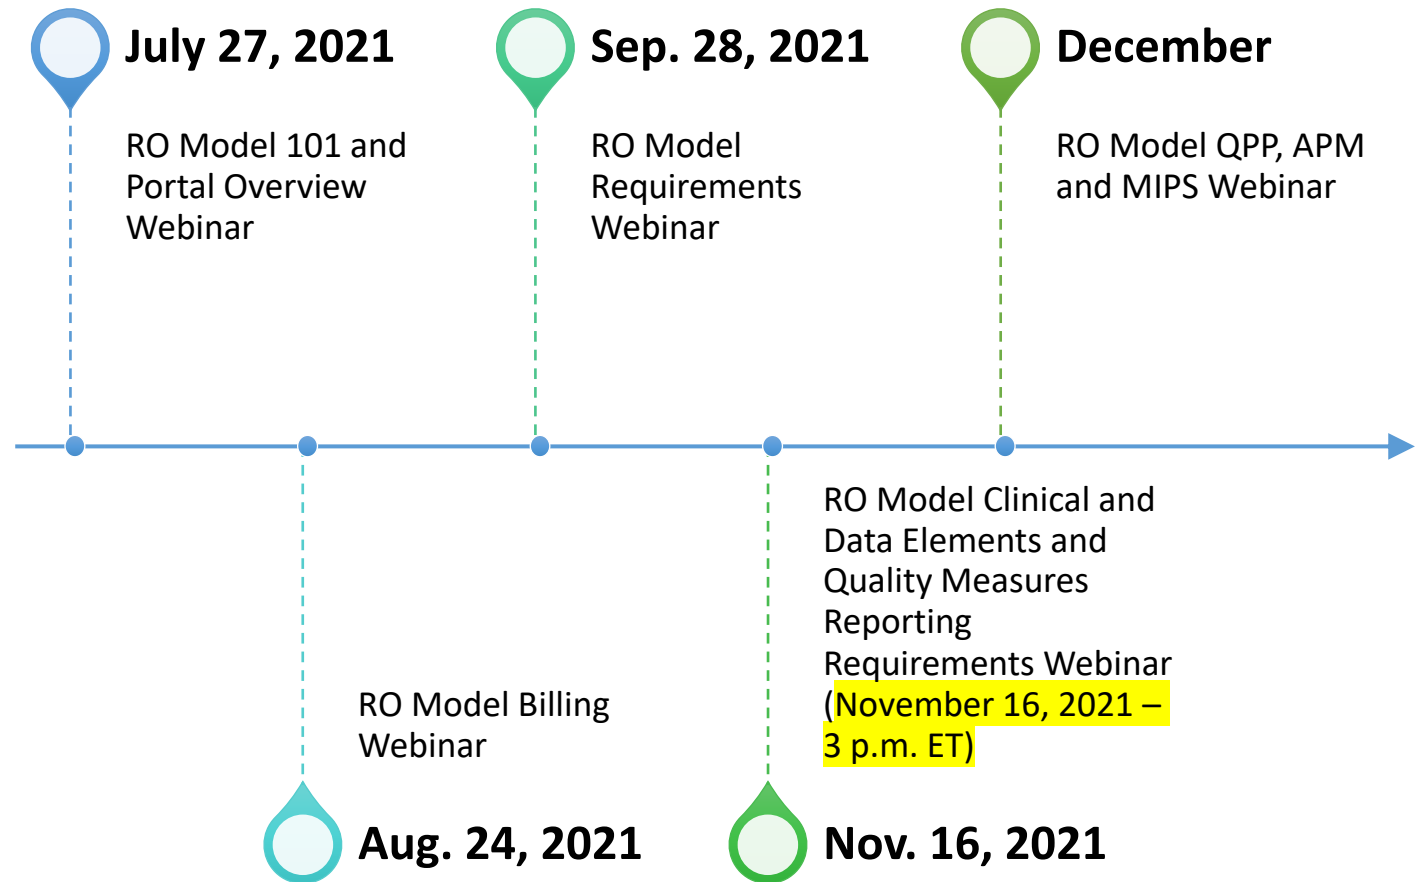 July 27, 2021
RO Model 101 and
Portal Overview
Webinar
Sep. 28, 2021
RO Model
Requirements
Webinar
December
RO Model QPP, APM
and MIPS Webinar
RO Model Billing
Webinar
Aug. 24, 2021
RO Model Clinical and
Data Elements and
Quality Measures
Reporting
Requirements Webinar
(November 16, 2021 –
3 p.m. ET)
Nov. 16, 2021